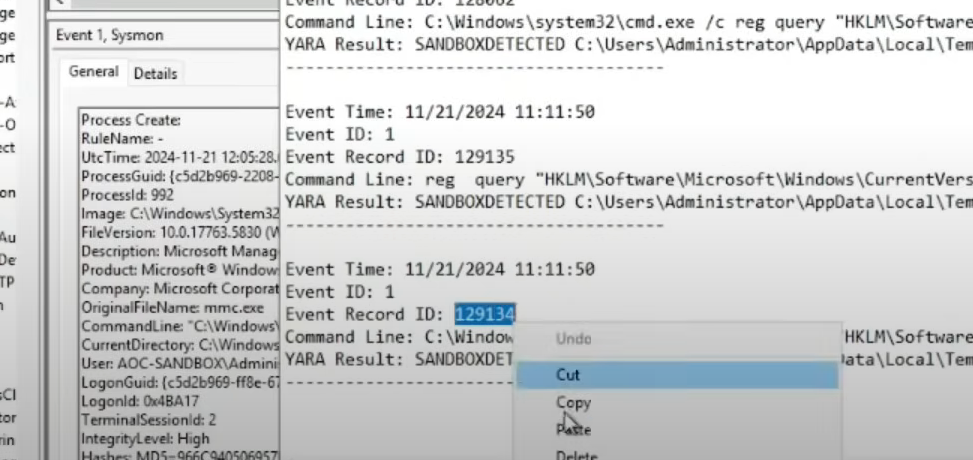 ge
ge
ort
-A
-O
ect
on
Au
De
TP
n
sCl
tor
rin
Event 1, Sysmon
General Details
Process Create:
RuleName: -
UtcTime: 2024-11-21 12:05:28.
ProcessGuid: {c5d2b969-2208-
ProcessId: 992
Image: C:\Windows\System32
FileVersion: 10.0.17763.5830 (W
Description: Microsoft Manag
Product: Microsoft® Window
Company: Microsoft Corporat
OriginalFileName: mmc.exe
CommandLine: "C:\Windows\
CurrentDirectory: C:\Windows
User: AOC-SANDBOX\Admini
LogonGuid: {c5d2b969-ff8e-67
LogonId: 0x4BA17
TerminalSessionId: 2
IntegrityLevel: High
Hashes: MD5=966C940506957
Event Record ID: 128662
Command Line: C:\Windows\system32\cmd.exe /c reg query "HKLM\Software
YARA Result: SANDBOXDETECTED C:\Users\Administrator\AppData\Local\Tem
--------------------------------------
Event Time: 11/21/2024 11:11:50
Event ID: 1
Event Record ID: 129135
Command Line: reg  query "HKLM\Software\Microsoft\Windows\CurrentVers
YARA Result: SANDBOXDETECTED C:\Users\Administrator\AppData\Local\Tem
--------------------------------------
Event Time: 11/21/2024 11:11:50
Event ID: 1
Event Record ID: 129134
Command Line: C:\Window HKLM\Software
YARA Result: SANDBOXDET Data\Local\Tem
--------------------------------------
Undo
Cut
Copy
Paste
Delete